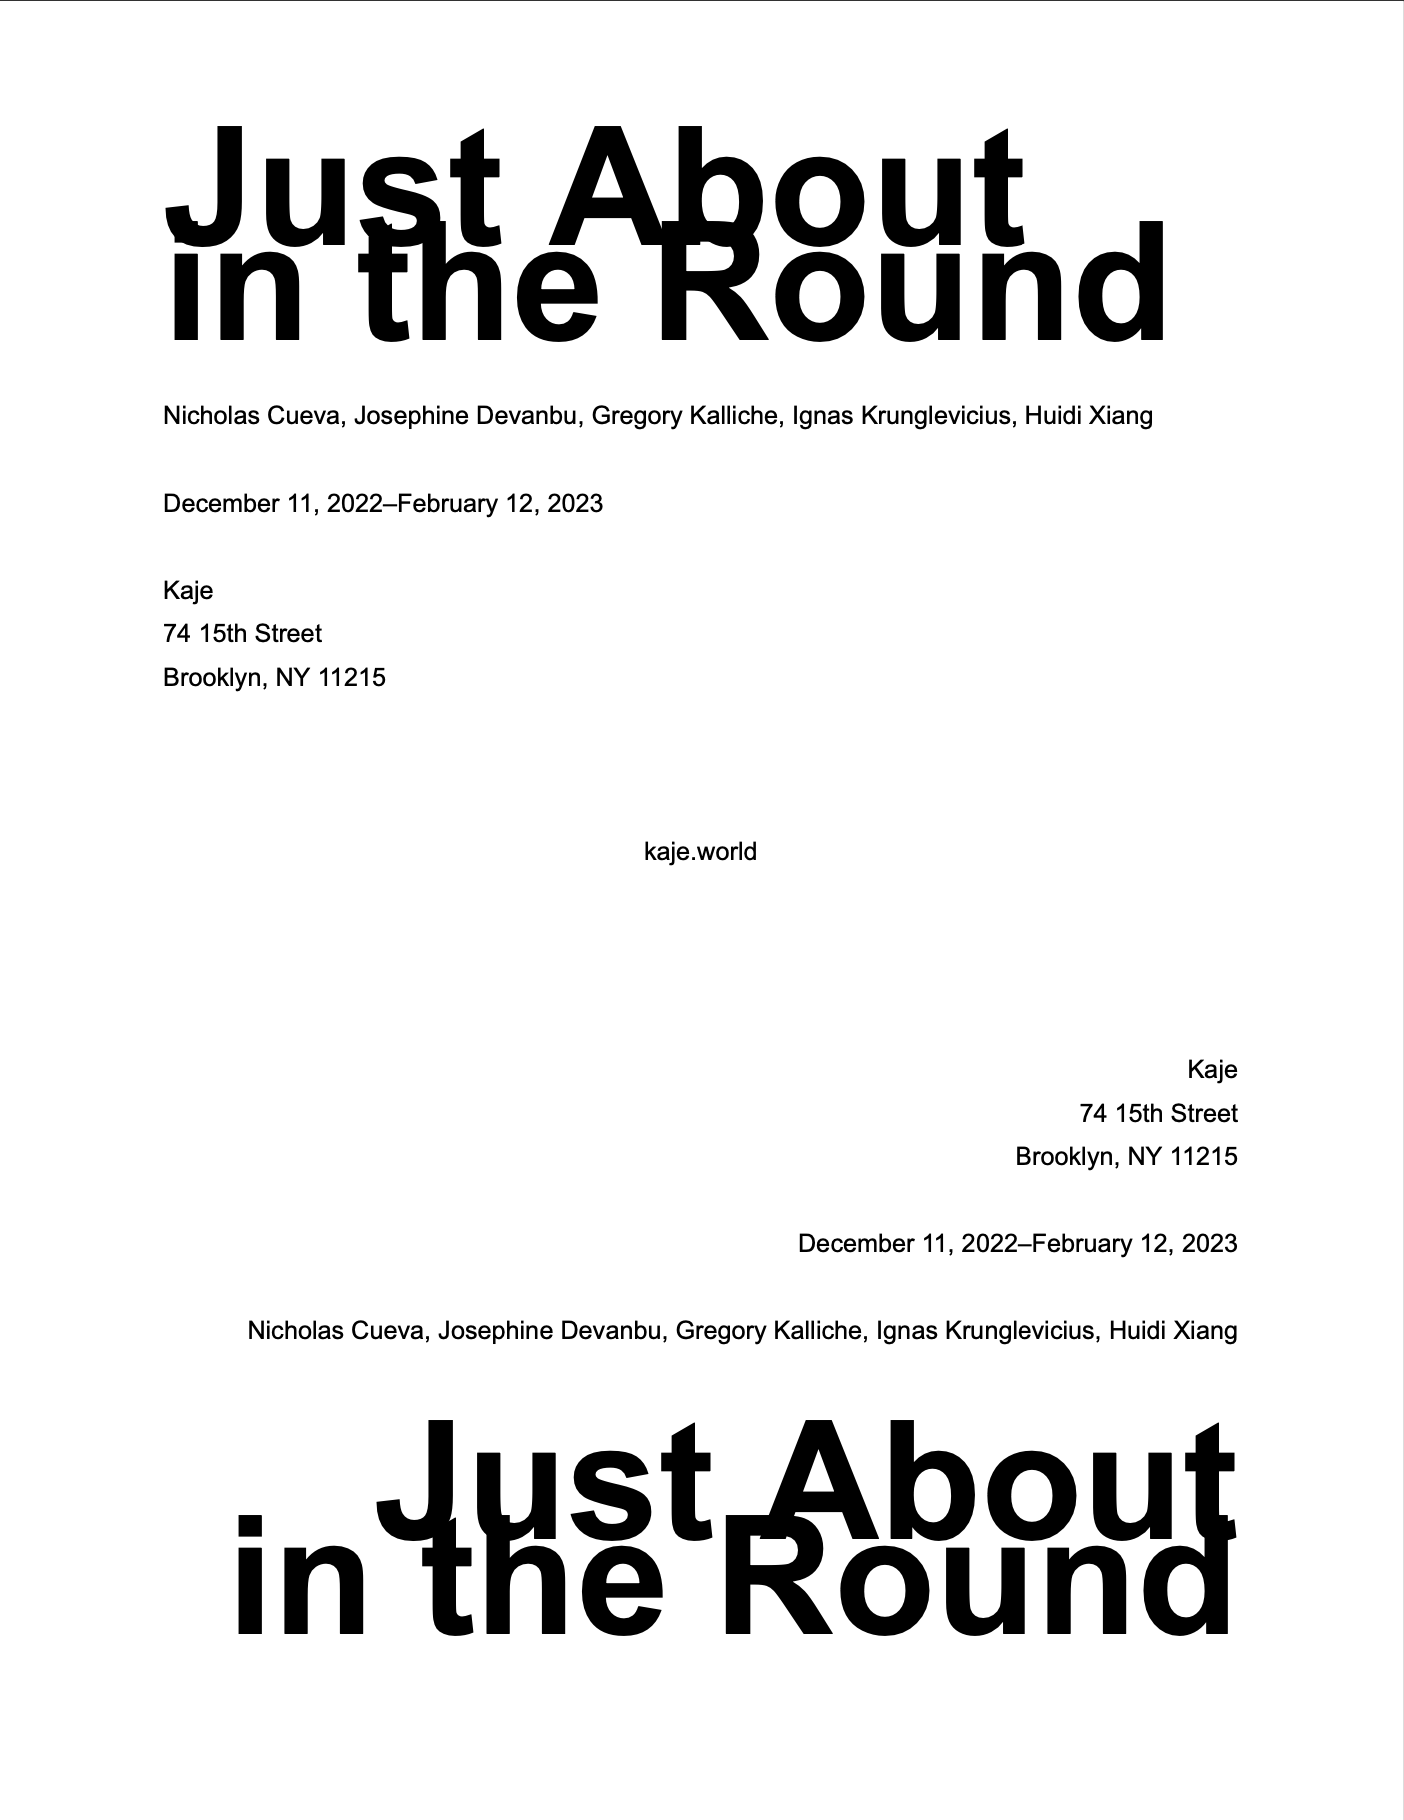 Just About
in the Round
Nicholas Cueva, Josephine Devanbu, Gregory Kalliche, Ignas Krunglevicius, Huidi Xiang
December 11, 2022–February 12, 2023
Kaje
74 15th Street
Brooklyn, NY 11215
kaje.world
Kaje
74 15th Street
Brooklyn, NY 11215
December 11, 2022–February 12, 2023
Nicholas Cueva, Josephine Devanbu, Gregory Kalliche, Ignas Krunglevicius, Huidi Xiang
Just About
in the Round